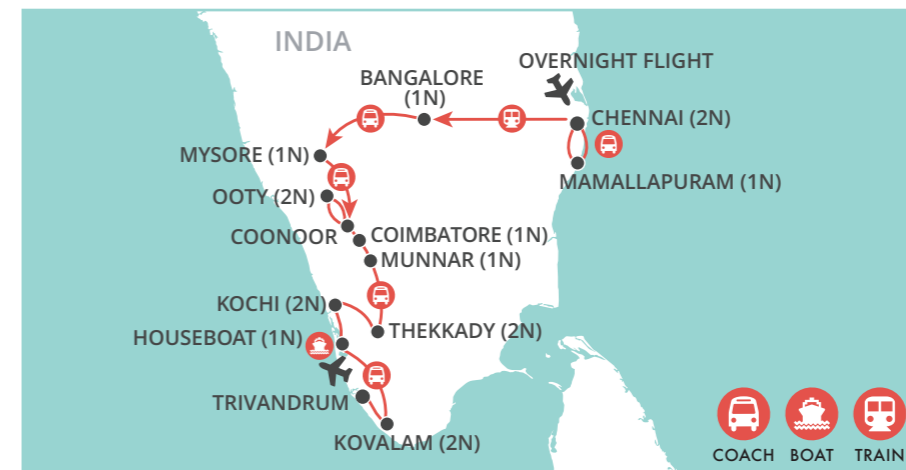 INDIA
OVERNIGHT FLIGHT
BANGALORE
(1N)
CHENNAI (2N)
MYSORE (1N)
MAMALLAPURAM (1N)
OOTY (2N)
COONOOR
COIMBATORE (1N)
MUNNAR (1N)
KOCHI (2N)
THEKKADY (2N)
HOUSEBOAT (1N)
TRIVANDRUM
KOVALAM (2N)
COACH BOAT TRAIN